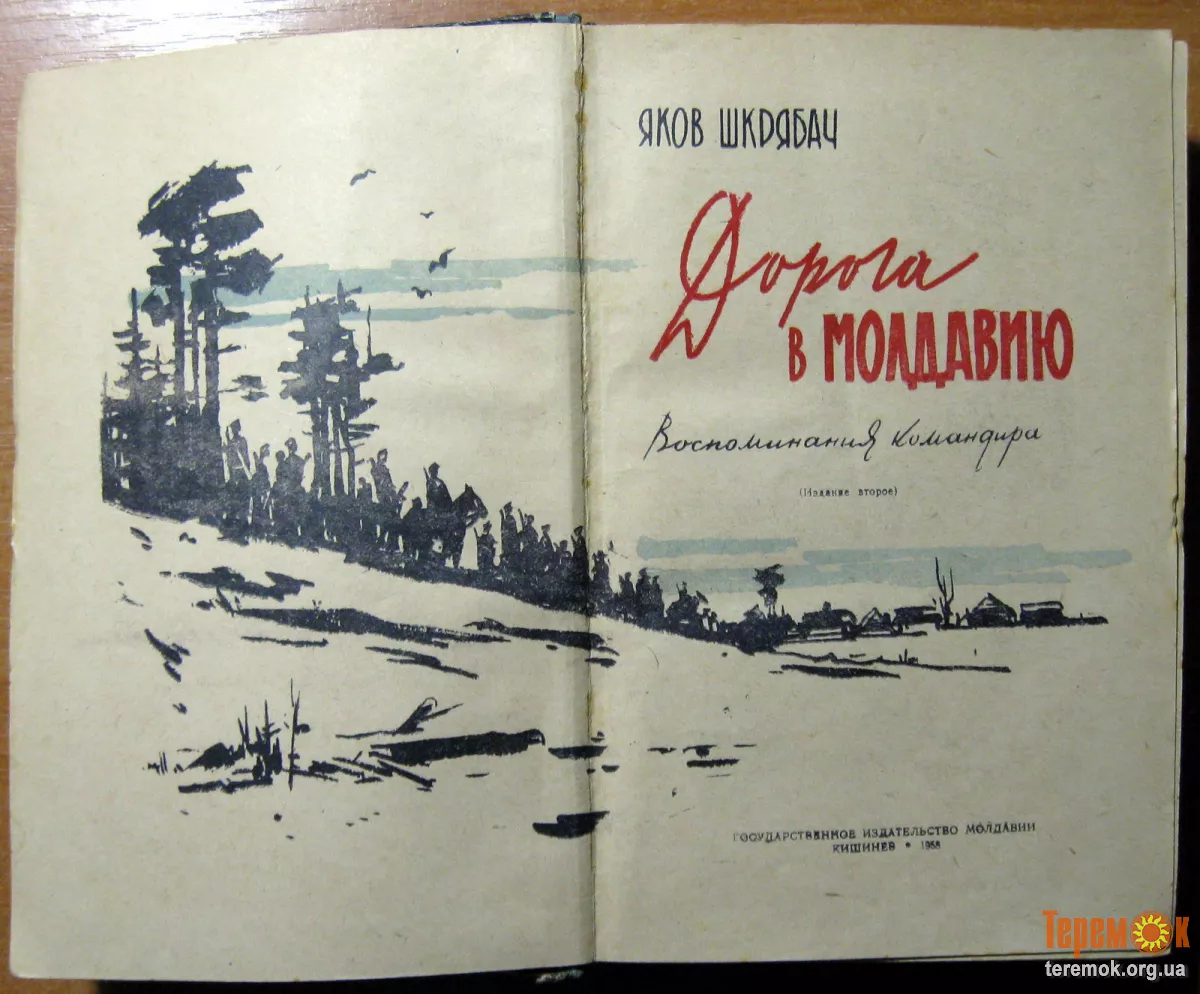 ЯКОВ ШКРЯБАЧ
Дорога
в МОЛДАВИЮ
Воспоминания командира
(Издание второе)
ГОСУДАРСТВЕННОЕ ИЗДАТЕЛЬСТВО МОЛДАВИИ
КИШИНЕВ • 1958
Теремок
teremok.org.ua